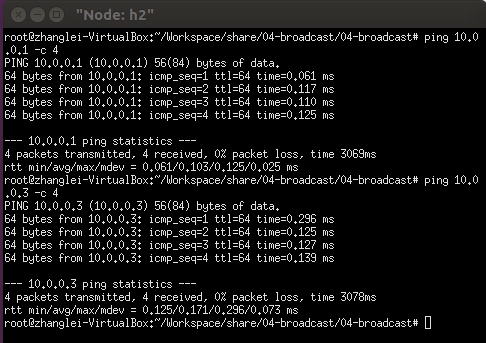 "Node: h2"
root@zhanglei-VirtualBox:~/Workspace/share/04-broadcast/04-broadcast# ping 10.0
.0.1 -c 4
PING 10.0.0.1 (10.0.0.1) 56(84) bytes of data.
64 bytes from 10.0.0.1: icmp_seq=1 ttl=64 time=0.061 ms
64 bytes from 10.0.0.1: icmp_seq=2 ttl=64 time=0.117 ms
64 bytes from 10.0.0.1: icmp_seq=3 ttl=64 time=0.110 ms
64 bytes from 10.0.0.1: icmp_seq=4 ttl=64 time=0.125 ms
--- 10.0.0.1 ping statistics ---
4 packets transmitted, 4 received, 0% packet loss, time 3069ms
rtt min/avg/max/mdev = 0.061/0.103/0.125/0.025 ms
root@zhanglei-VirtualBox:~/Workspace/share/04-broadcast/04-broadcast# ping 10.0
.0.3 -c 4
PING 10.0.0.3 (10.0.0.3) 56(84) bytes of data.
64 bytes from 10.0.0.3: icmp_seq=1 ttl=64 time=0.296 ms
64 bytes from 10.0.0.3: icmp_seq=2 ttl=64 time=0.125 ms
64 bytes from 10.0.0.3: icmp_seq=3 ttl=64 time=0.127 ms
64 bytes from 10.0.0.3: icmp_seq=4 ttl=64 time=0.139 ms
--- 10.0.0.3 ping statistics ---
4 packets transmitted, 4 received, 0% packet loss, time 3078ms
rtt min/avg/max/mdev = 0.125/0.171/0.296/0.073 ms
root@zhanglei-VirtualBox:~/Workspace/share/04-broadcast/04-broadcast#